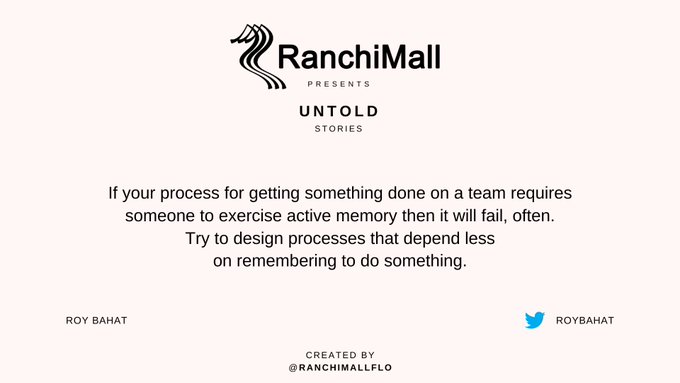 RanchiMall
PRESENTS
UNTOLD
STORIES
If your process for getting something done on a team requires
someone to exercise active memory then it will fail, often.
Try to design processes that depend less
on remembering to do something.
ROY BAHAT
ROYBAHAT
CREATED BY
@RANCHIMALLFLO